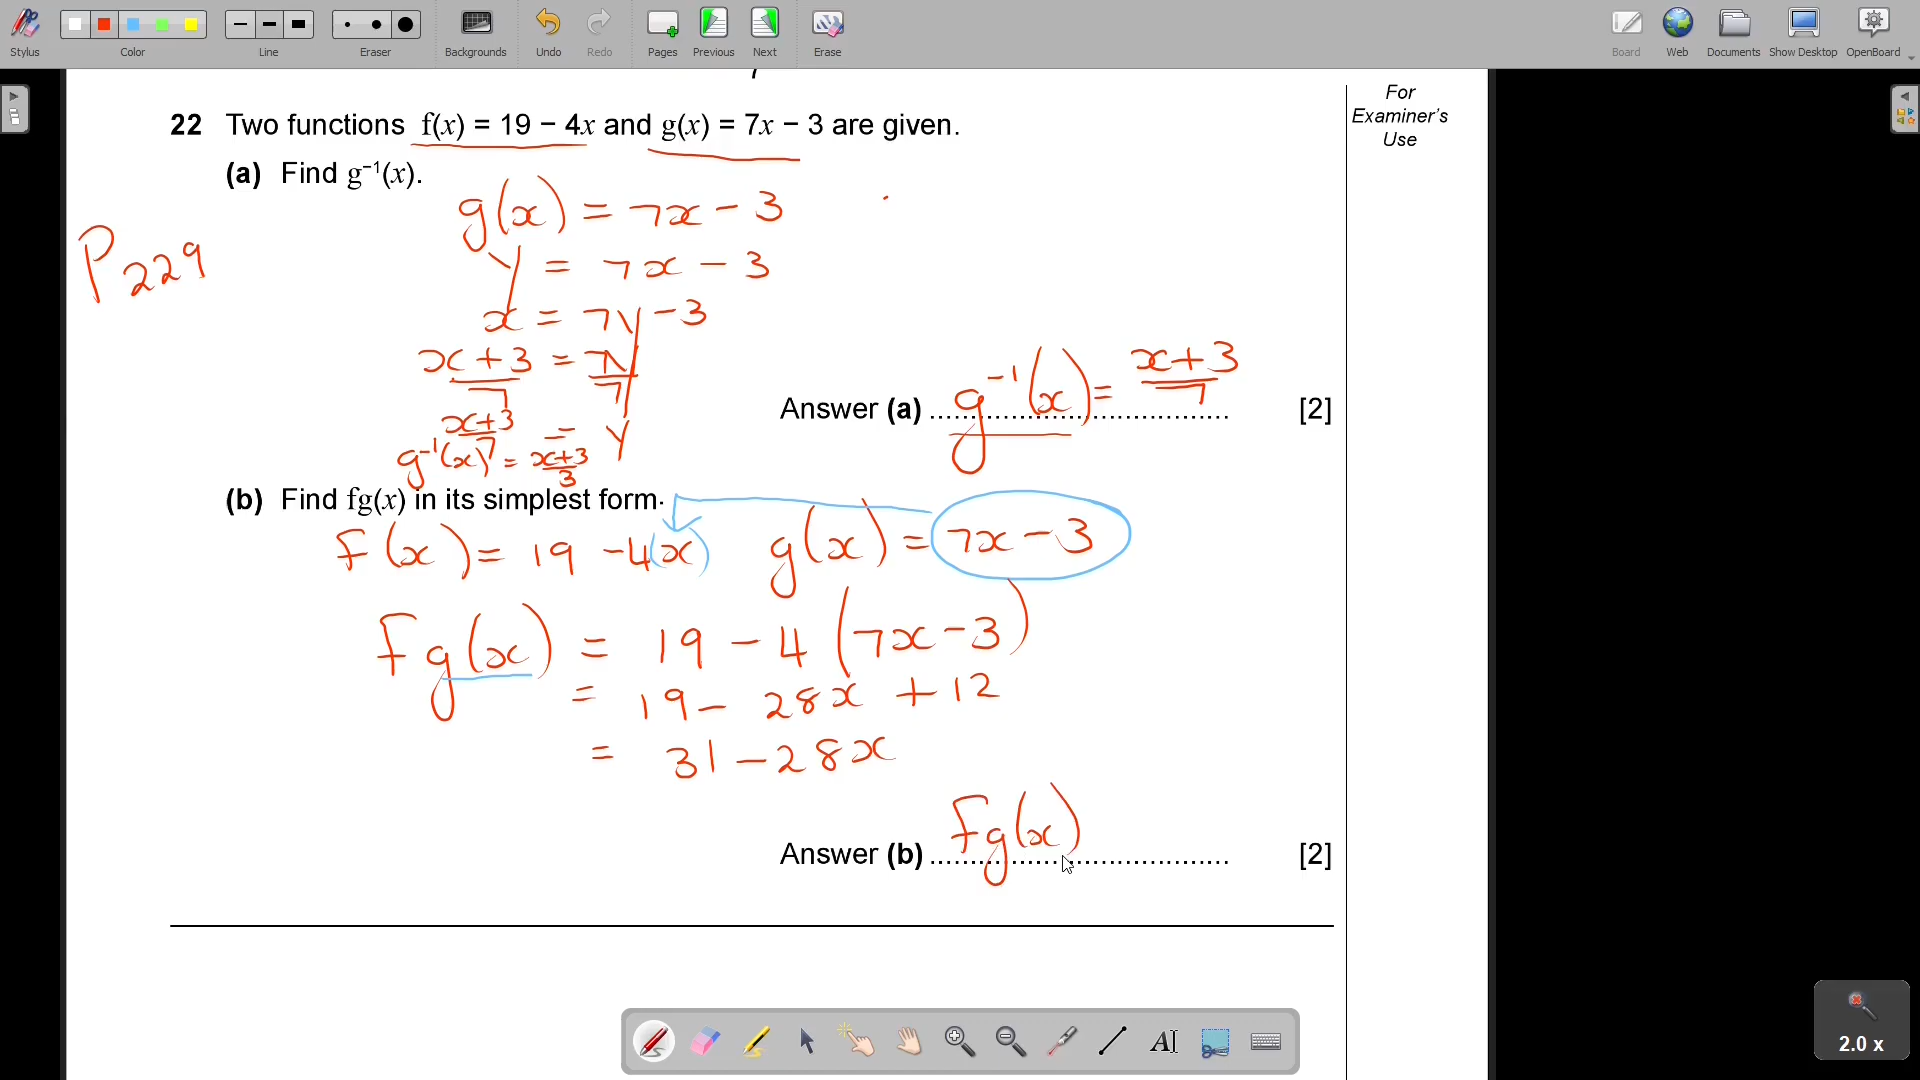 Stylus Color Line Eraser Backgrounds Undo Redo Pages Previous Next Erase Board Web Documents Show Desktop OpenBoard
For
Examiner's
Use
22 Two functions f(x) = 19 − 4x and g(x) = 7x − 3 are given.
(a) Find g⁻¹(x).
g(x) = 7x − 3
P229
y = 7x − 3
x = 7y − 3
x + 3 = 7y
7 7
x+3 = y
7
g⁻¹(x) = x+3
3
Answer (a) g⁻¹(x) = x+3
7
[2]
(b) Find fg(x) in its simplest form.
F(x) = 19 − 4(x) g(x) = 7x − 3
Fg(x) = 19 − 4(7x − 3)
= 19 − 28x + 12
= 31 − 28x
Answer (b) Fg(x) [2]
AI
2.0 x